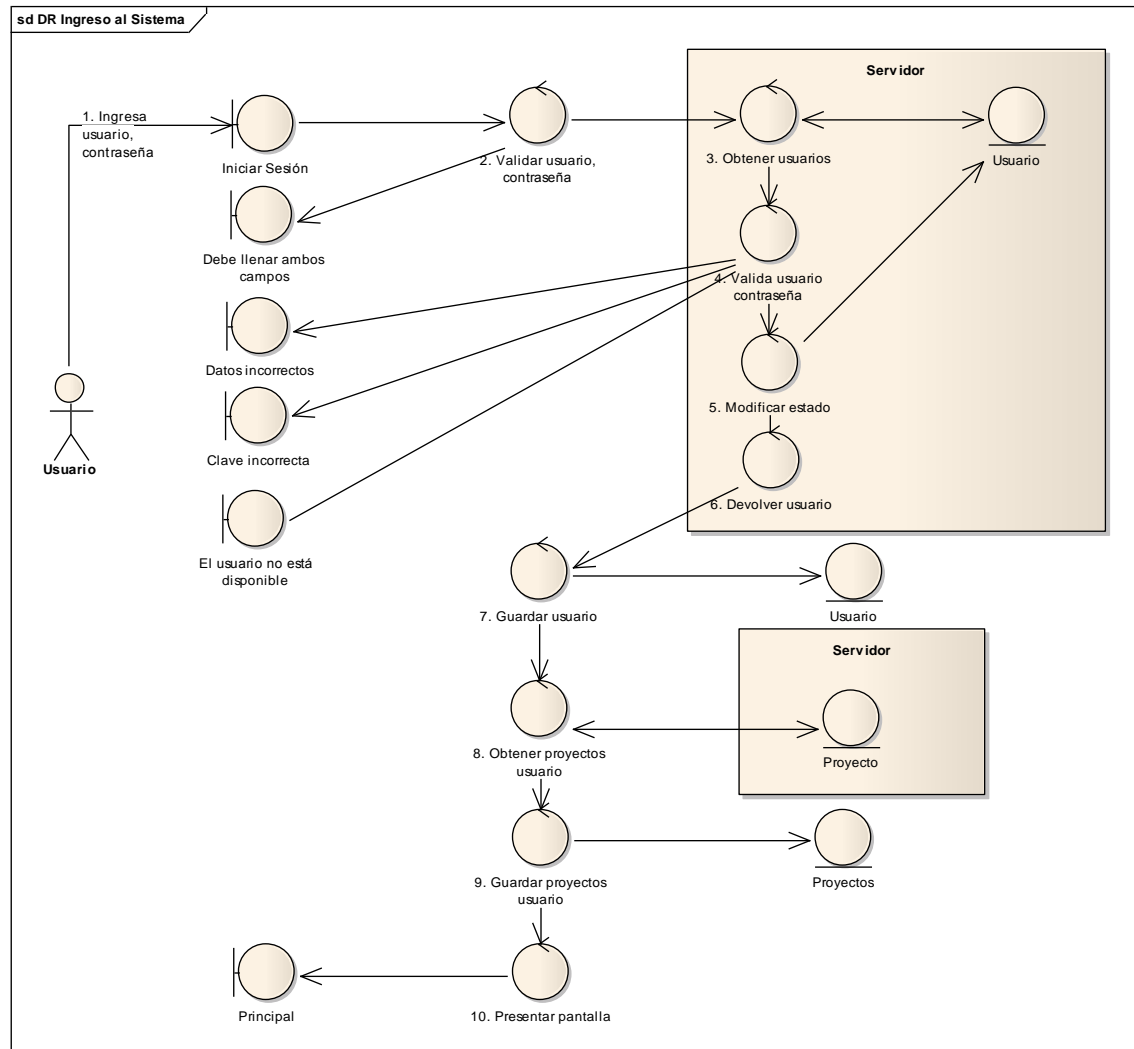 sd DR Ingreso al Sistema
Servidor
1. Ingresa
usuario,
contraseña
Iniciar Sesión
2. Validar usuario,
contraseña
3. Obtener usuarios
Usuario
Debe llenar ambos
campos
4. Valida usuario
contraseña
Datos incorrectos
5. Modificar estado
Clave incorrecta
Usuario
6. Devolver usuario
El usuario no está
disponible
7. Guardar usuario
Usuario
Servidor
8. Obtener proyectos
usuario
Proyecto
9. Guardar proyectos
usuario
Proyectos
Principal
10. Presentar pantalla